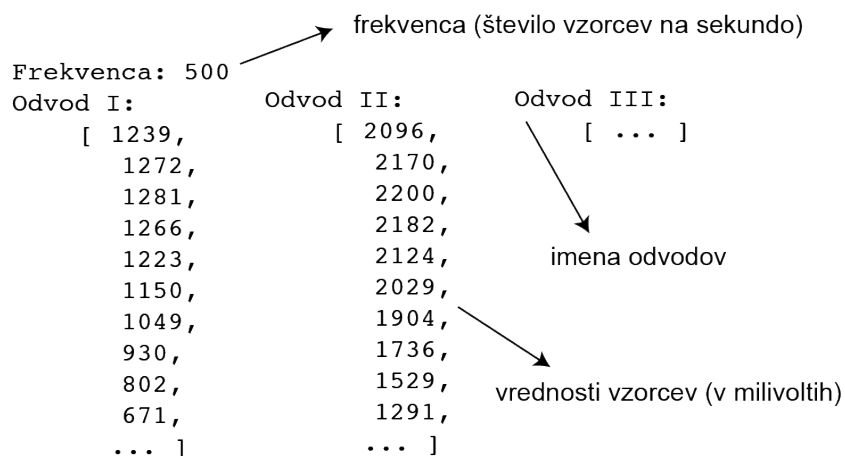 frekvenca (število vzorcev na sekundo)
Frekvenca: 500
Odvod I:
[ 1239,
1272,
1281,
1266,
1223,
1150,
1049,
930,
802,
671,
... ]
Odvod II:
[ 2096,
2170,
2200,
2182,
2124,
2029,
1904,
1736,
1529,
1291,
... ]
Odvod III:
[ ... ]
imena odvodov
vrednosti vzorcev (v milivoltih)